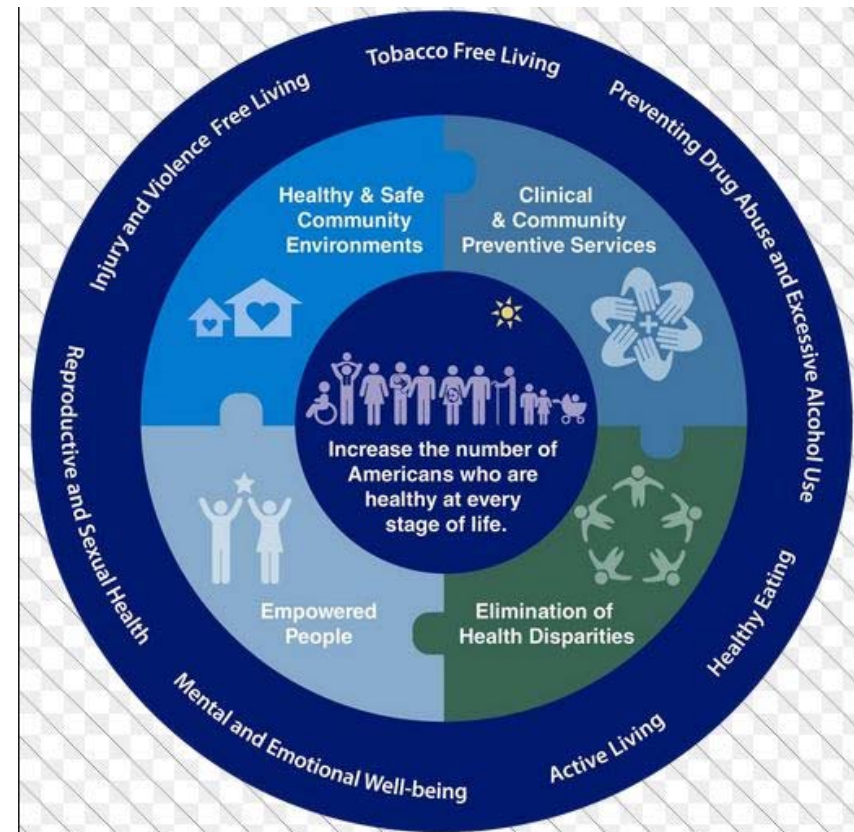 Tobacco Free Living
Preventing Drug Abuse and Excessive Alcohol Use
Healthy Eating
Active Living
Mental and Emotional Well-being
Reproductive and Sexual Health
Injury and Violence Free Living
Healthy & Safe
Community
Environments
Clinical
& Community
Preventive Services
Increase the number of
Americans who are
healthy at every
stage of life.
Empowered
People
Elimination of
Health Disparities